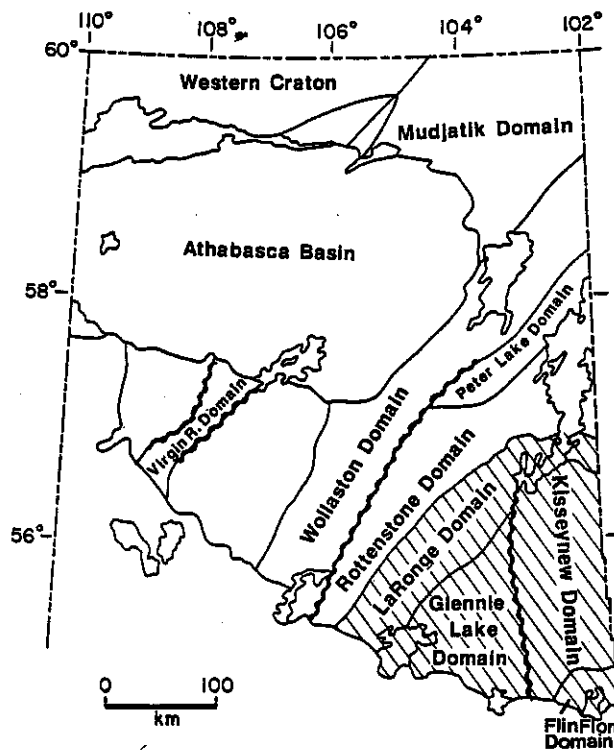 110°
108°
106°
104°
102°
60°
Western Craton
Mudjatik Domain
Athabasca Basin
58°
Peter Lake Domain
Virgin R. Domain
Wollaston Domain
Rottenstone Domain
56°
LaRonge Domain
Kisseynew Domain
Glennie
Lake
Domain
0 100
km
FlinFlon
Domain